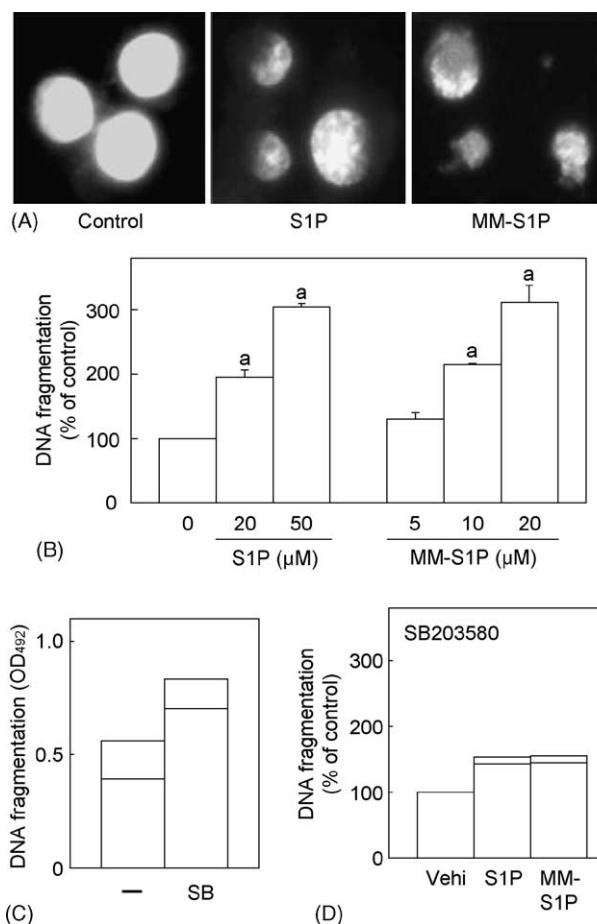 (A)
Control
S1P
MM-S1P
DNA fragmentation
(% of control)
300
200
100
0
a
a
a
a
0
20
50
5
10
20
S1P (µM)
MM-S1P (µM)
(B)
DNA fragmentation (OD492)
1.0
0.5
0
–
SB
(C)
SB203580
DNA fragmentation
(% of control)
300
150
100
0
Vehi
S1P
MM-
S1P
(D)